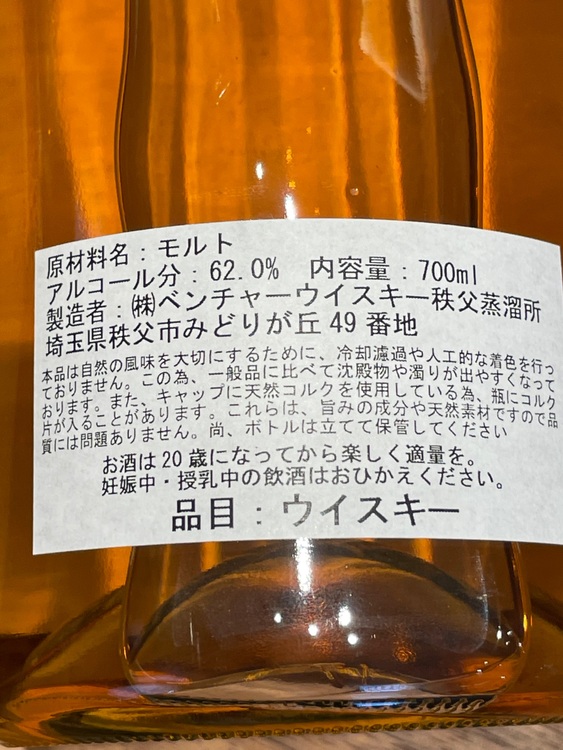 原材料名：モルト
アルコール分：62.0%　内容量：700ml
製造者：㈱ベンチャーウイスキー秩父蒸溜所
埼玉県秩父市みどりが丘49番地
本品は自然の風味を大切にするために、冷却濾過や人工的な着色を行っ
ておりません。この為、一般品に比べて沈殿物や濁りが出やすくなって
おります。また、キャップに天然コルクを使用している為、瓶にコルク
片が入ることがあります。これらは、旨みの成分や天然素材ですので品
質には問題ありません。尚、ボトルは立てて保管してください
お酒は20歳になってから楽しく適量を。
妊娠中・授乳中の飲酒はおひかえください。
品目：ウイスキー